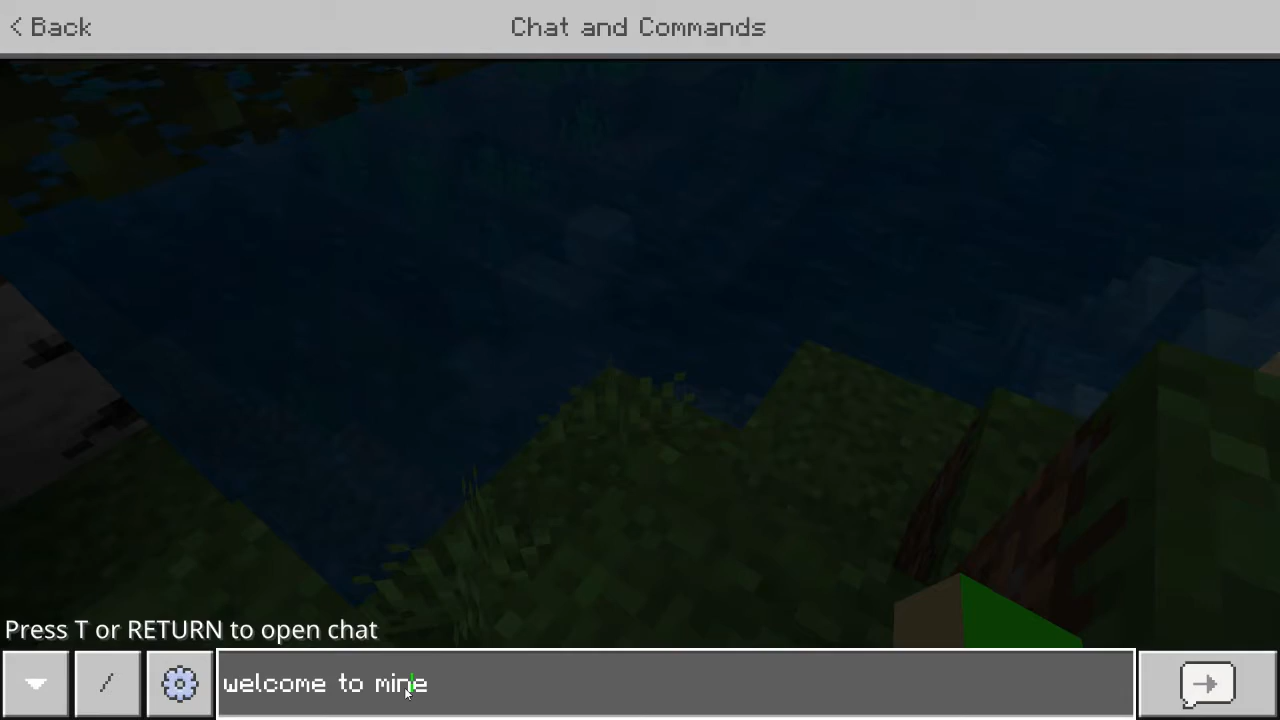 < Back
Chat and Commands
Press T or RETURN to open chat
/
welcome to mine